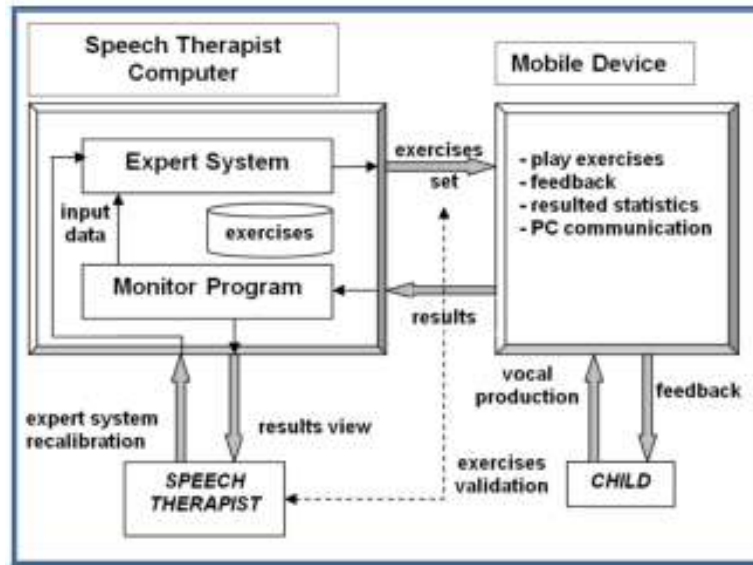 Speech Therapist
Computer
Mobile Device
Expert System
exercises
set
input
data
exercises
Monitor Program
results
- play exercises
- feedback
- resulted statistics
- PC communication
expert system
recalibration
results view
vocal
production
feedback
exercises
validation
SPEECH
THERAPIST
CHILD